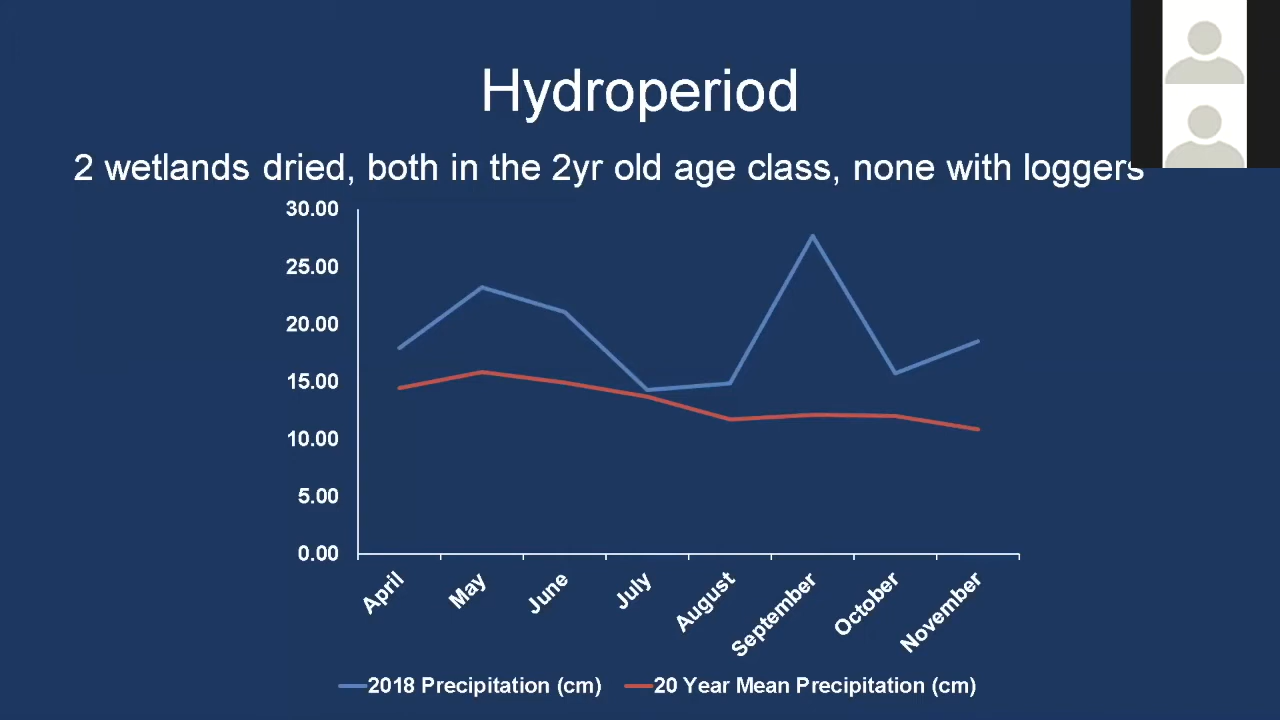 Hydroperiod
2 wetlands dried, both in the 2yr old age class, none with loggers
30.00
25.00
20.00
15.00
10.00
5.00
0.00
April
May
June
July
August
September
October
November
2018 Precipitation (cm)
20 Year Mean Precipitation (cm)